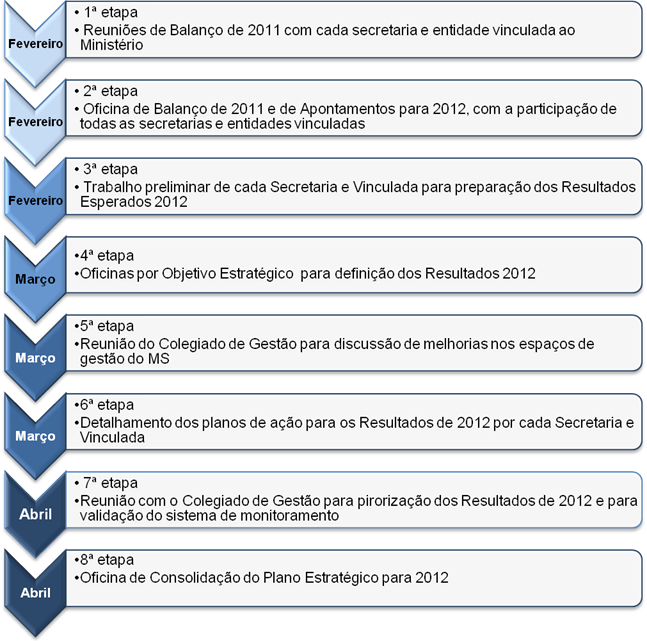 Fevereiro
•1ª etapa
•Reuniões de Balanço de 2011 com cada secretaria e entidade vinculada ao
Ministério
Fevereiro
•2ª etapa
•Oficina de Balanço de 2011 e de Apontamentos para 2012, com a participação de
todas as secretarias e entidades vinculadas
Fevereiro
•3ª etapa
•Trabalho preliminar de cada Secretaria e Vinculada para preparação dos Resultados
Esperados 2012
Março
•4ª etapa
•Oficinas por Objetivo Estratégico para definição dos Resultados 2012
Março
•5ª etapa
•Reunião do Colegiado de Gestão para discussão de melhorias nos espaços de
gestão do MS
Março
•6ª etapa
•Detalhamento dos planos de ação para os Resultados de 2012 por cada Secretaria e
Vinculada
Abril
•7ª etapa
•Reunião com o Colegiado de Gestão para pirorização dos Resultados de 2012 e para
validação do sistema de monitoramento
Abril
•8ª etapa
•Oficina de Consolidação do Plano Estratégico para 2012